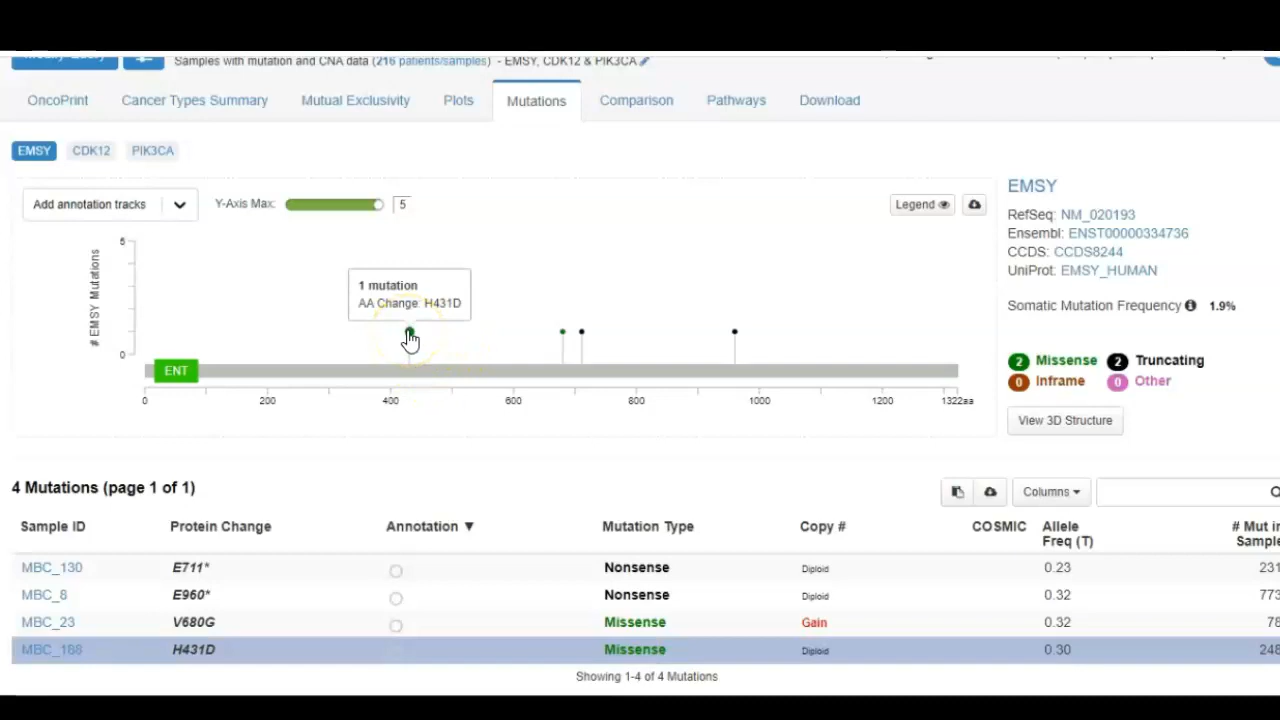 Samples with mutation and CNA data (216 patients/samples) - EMSY, CDK12 & PIK3CA
OncoPrint Cancer Types Summary Mutual Exclusivity Plots Mutations Comparison Pathways Download
EMSY CDK12 PIK3CA
Add annotation tracks Y-Axis Max: 5 Legend
EMSY
RefSeq: NM_020193
Ensembl: ENST00000334736
CCDS: CCDS8244
UniProt: EMSY_HUMAN
Somatic Mutation Frequency 1.9%
2 Missense 2 Truncating
0 Inframe 0 Other
View 3D Structure
# EMSY Mutations
5
0
1 mutation
AA Change: H431D
ENT
0 200 400 600 800 1000 1200 1322aa
4 Mutations (page 1 of 1)
Columns
Sample ID Protein Change Annotation ▼ Mutation Type Copy # COSMIC Allele Freq (T) # Mut in Sample
MBC_130 E711* Nonsense Diploid 0.23 231
MBC_8 E960* Nonsense Diploid 0.32 773
MBC_23 V680G Missense Gain 0.32 78
MBC_188 H431D Missense Diploid 0.30 248
Showing 1-4 of 4 Mutations